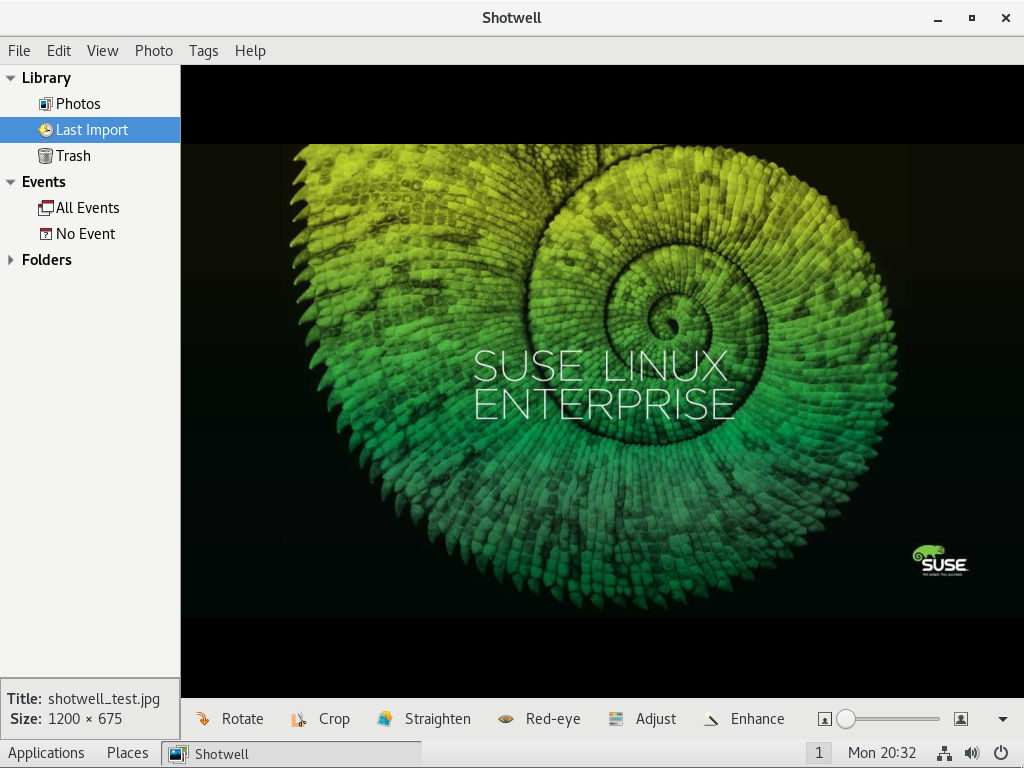 Shotwell
File Edit View Photo Tags Help
Library
Photos
Last Import
Trash
Events
All Events
No Event
Folders
SUSE LINUX
ENTERPRISE
SUSE
We adapt. You succeed.
Title: shotwell_test.jpg
Size: 1200 × 675
Rotate Crop Straighten Red-eye Adjust Enhance
Applications Places Shotwell 1 Mon 20:32